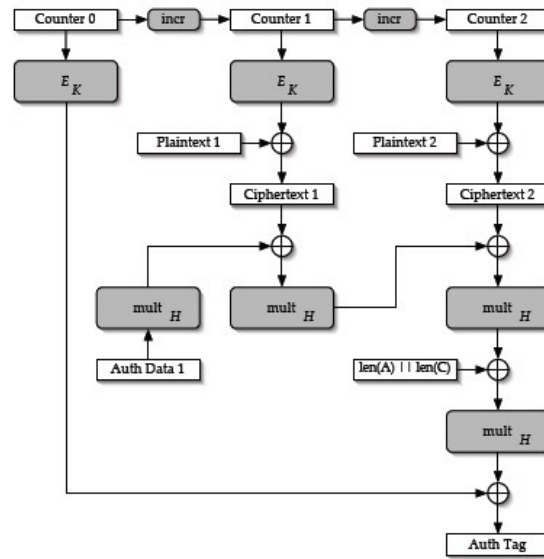 Counter 0 incr Counter 1 incr Counter 2
E K E K E K
Plaintext 1 Plaintext 2
Ciphertext 1 Ciphertext 2
mult H mult H mult H
Auth Data 1 len(A) || len(C)
mult H
Auth Tag